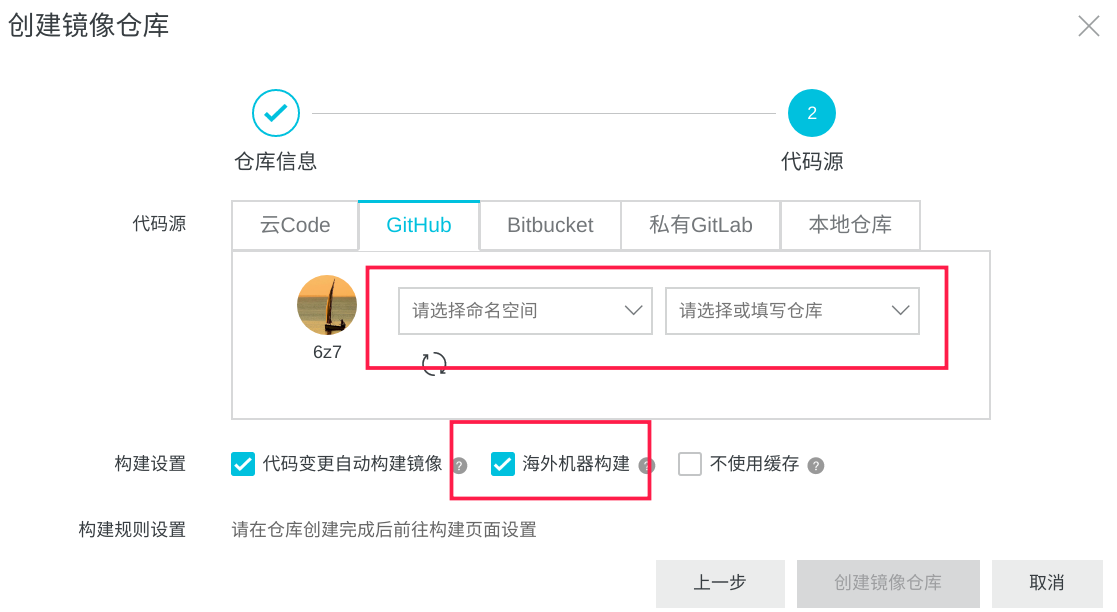 创建镜像仓库
2
仓库信息
代码源
代码源
云Code
GitHub
Bitbucket
私有GitLab
本地仓库
请选择命名空间
请选择或填写仓库
6z7
构建设置
代码变更自动构建镜像 ?
海外机器构建 ?
不使用缓存 ?
构建规则设置
请在仓库创建完成后前往构建页面设置
上一步
创建镜像仓库
取消